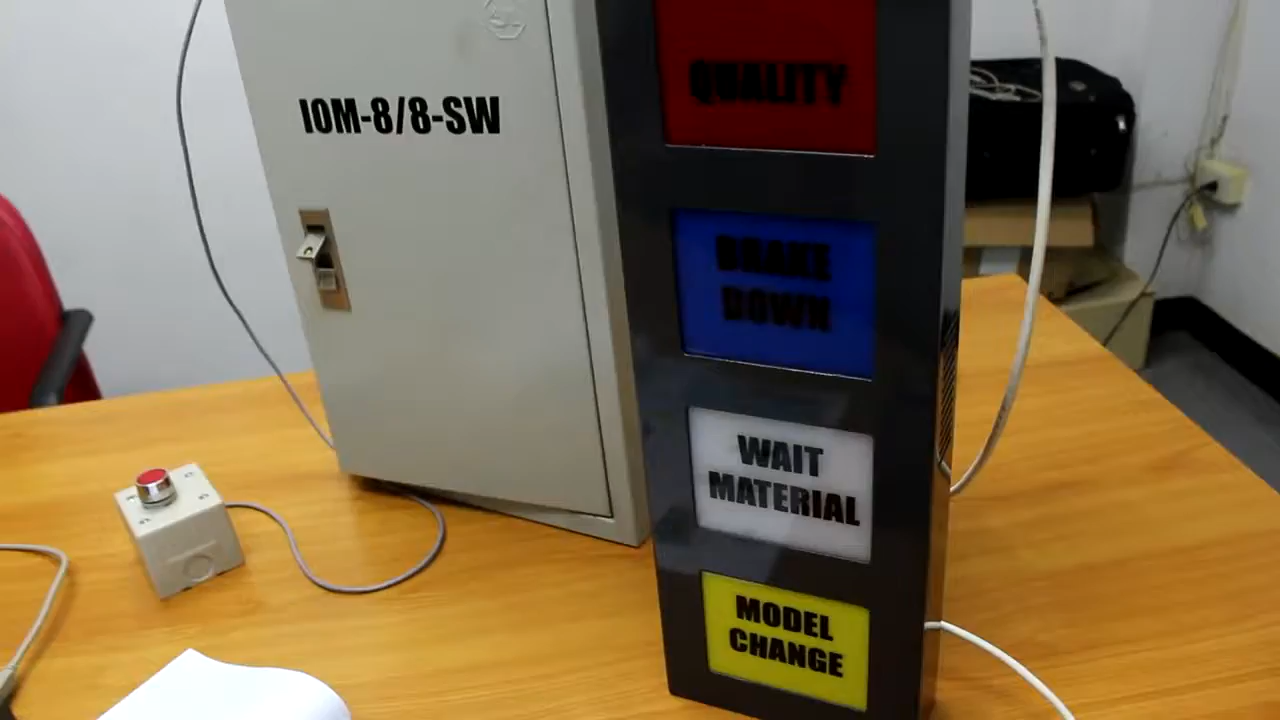 IOM-8/8-SW
QUALITY
BRAKE
DOWN
WAIT
MATERIAL
MODEL
CHANGE